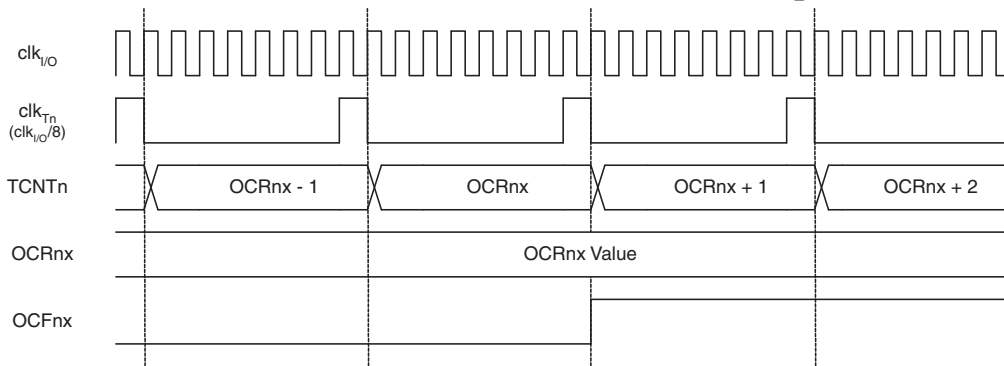 clkI/O
clkTn
(clkI/O/8)
TCNTn OCRnx - 1 OCRnx OCRnx + 1 OCRnx + 2
OCRnx OCRnx Value
OCFnx